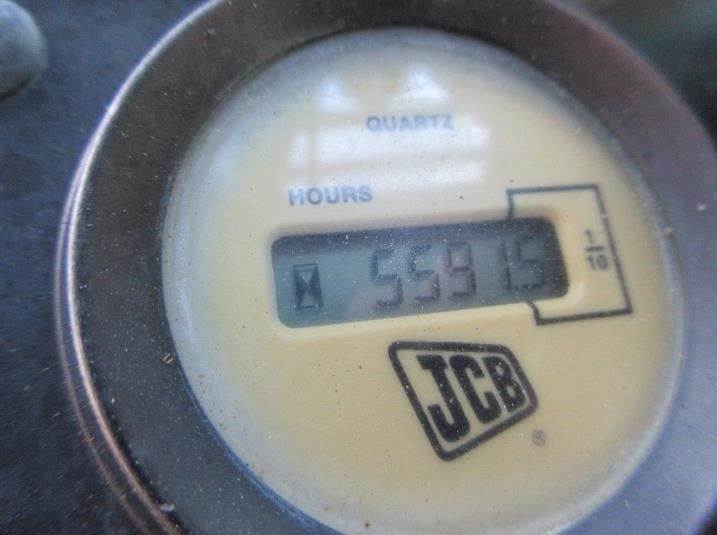 QUARTZ
HOURS
5591.5
1/10
JCB
®